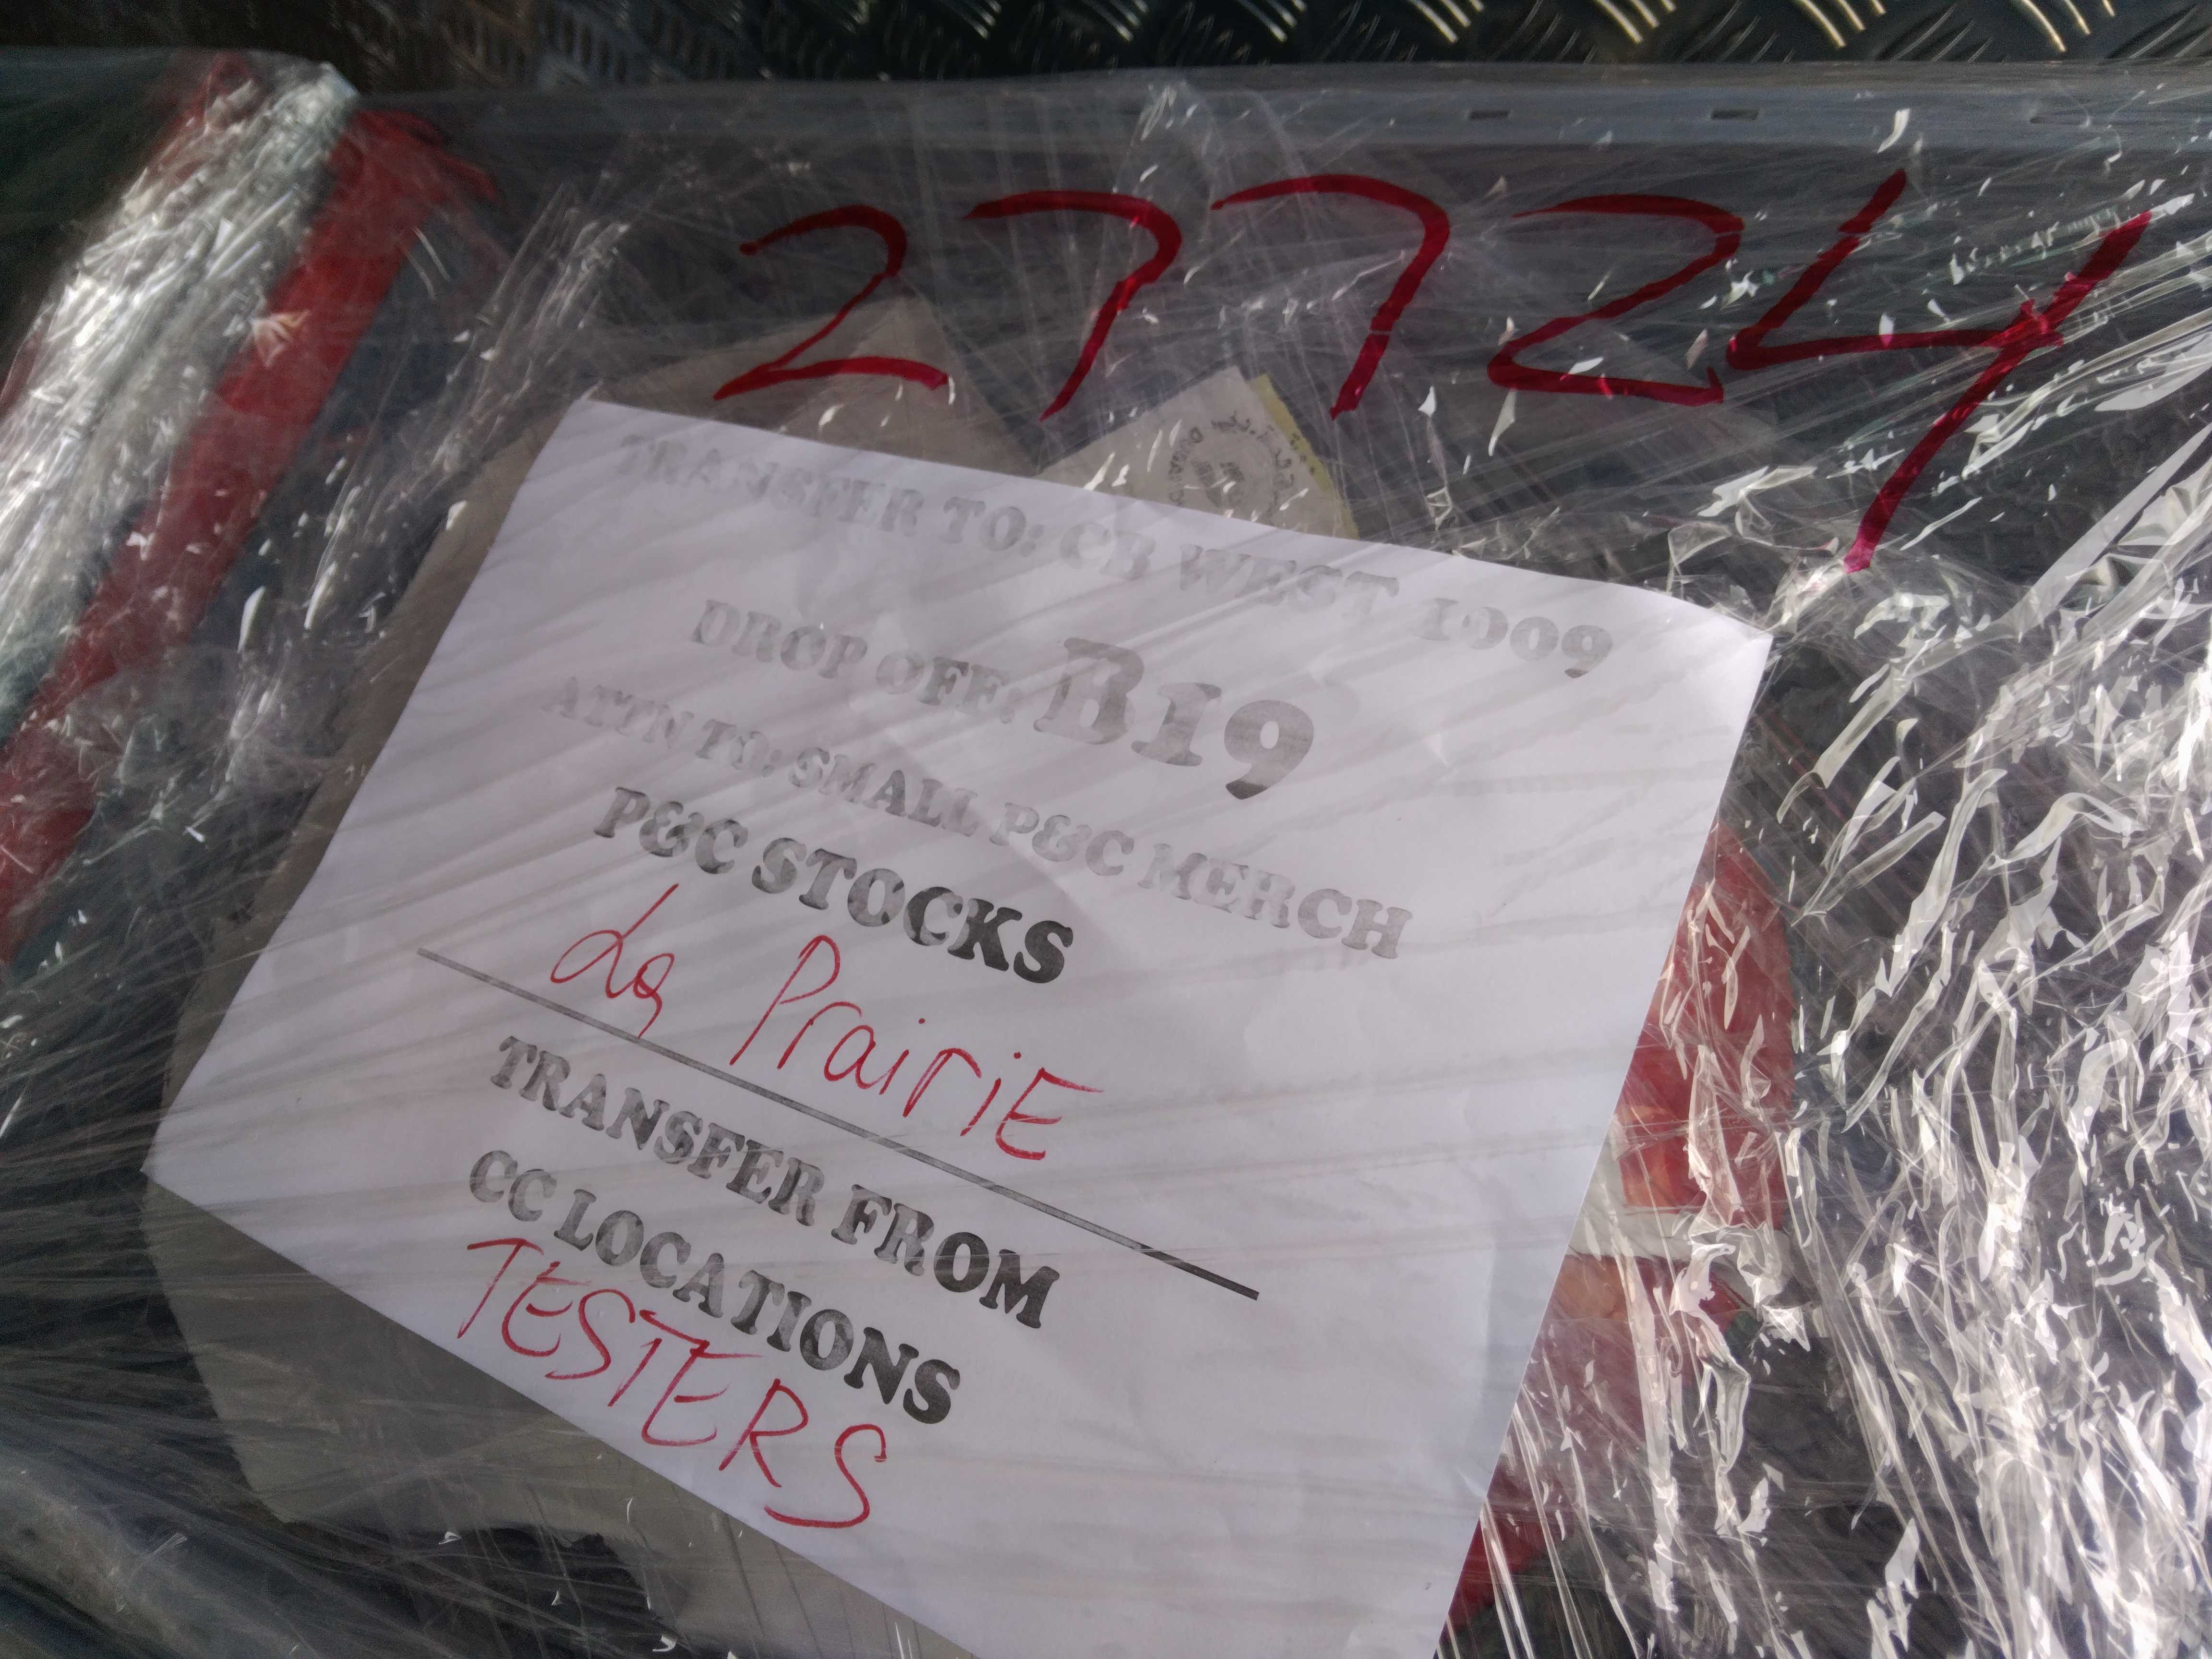 27724
TRANSFER TO: CB WEST 1009
DROP OFF: B19
ATTN TO: SMALL P&C MERCH
P&C STOCKS
La PrairiE
TRANSFER FROM
CC LOCATIONS
TESTERS